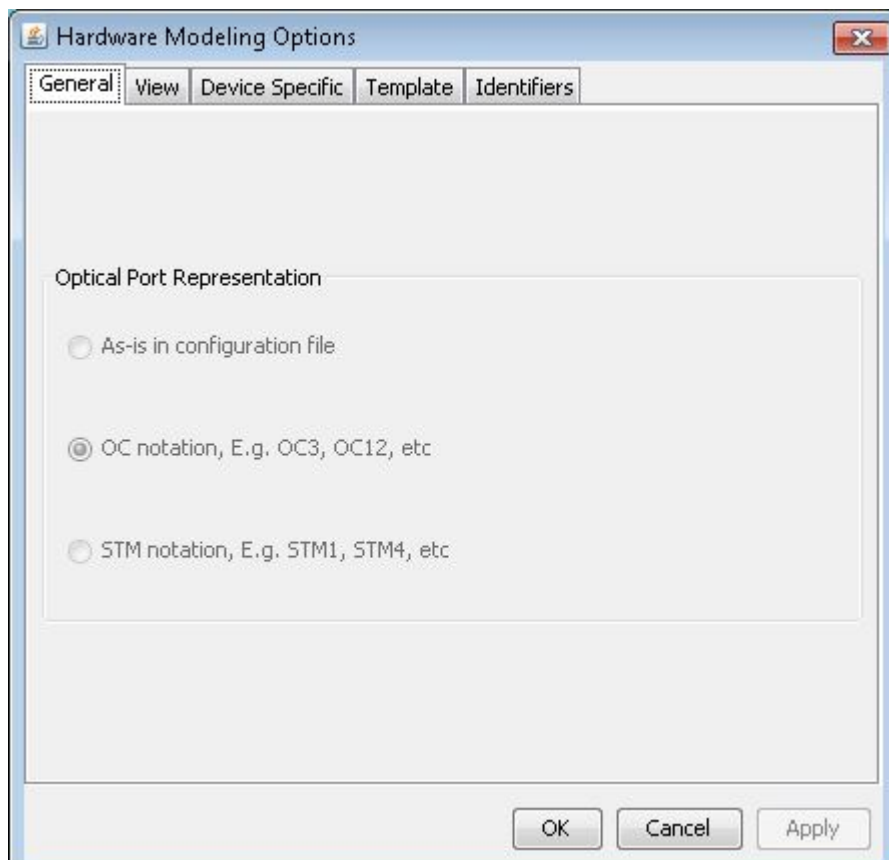 Hardware Modeling Options
General View Device Specific Template Identifiers
Optical Port Representation
As-is in configuration file
OC notation, E.g. OC3, OC12, etc
STM notation, E.g. STM1, STM4, etc
OK Cancel Apply